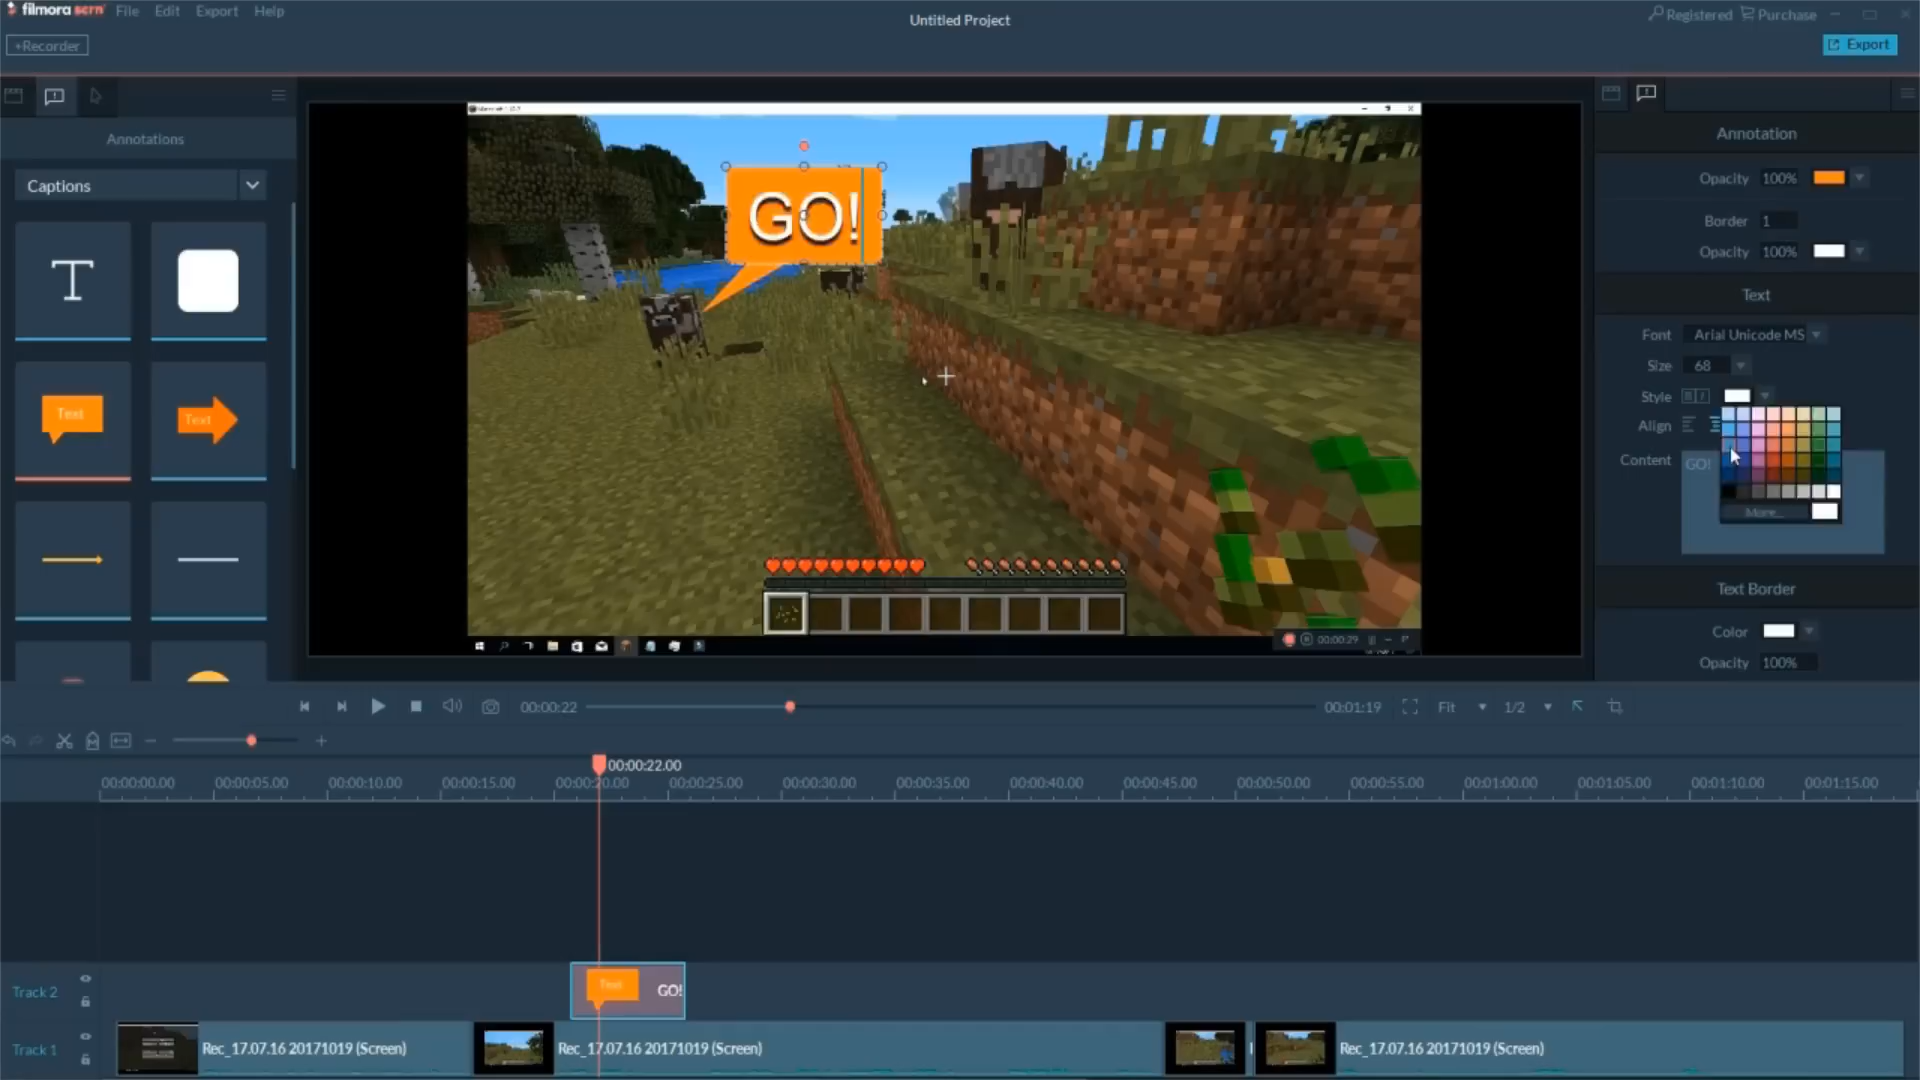 filmora scrn File Edit Export Help
Untitled Project
Registered Purchase
+Recorder
Export
Annotations
Captions
T
Text
Text
GO!
00:00:29
Annotation
Opacity 100%
Border 1
Opacity 100%
Text
Font Arial Unicode MS
Size 68
Style B I
Align
Content GO!
More...
Text Border
Color
Opacity 100%
00:00:22
00:01:19
Fit
1/2
00:00:22.00
00:00:00.00 00:00:05.00 00:00:10.00 00:00:15.00 00:00:20.00 00:00:25.00 00:00:30.00 00:00:35.00 00:00:40.00 00:00:45.00 00:00:50.00 00:00:55.00 00:01:00.00 00:01:05.00 00:01:10.00 00:01:15.00
Track 2
Text GO!
Track 1
Rec_17.07.16 20171019 (Screen)
Rec_17.07.16 20171019 (Screen)
Rec_17.07.16 20171019 (Screen)